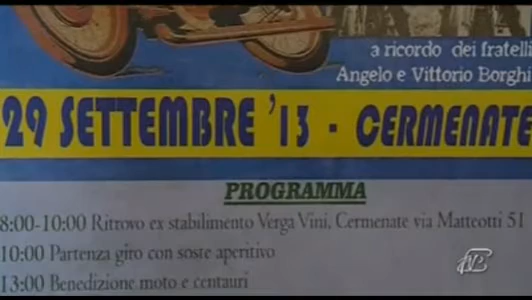 a ricordo dei fratelli
Angelo e Vittorio Borghi
29 SETTEMBRE '13 - CERMENATE
PROGRAMMA
8:00-10:00 Ritrovo ex stabilimento Verga Vini, Cermenate via Matteotti 51
10:00 Partenza giro con soste aperitivo
13:00 Benedizione moto e centauri